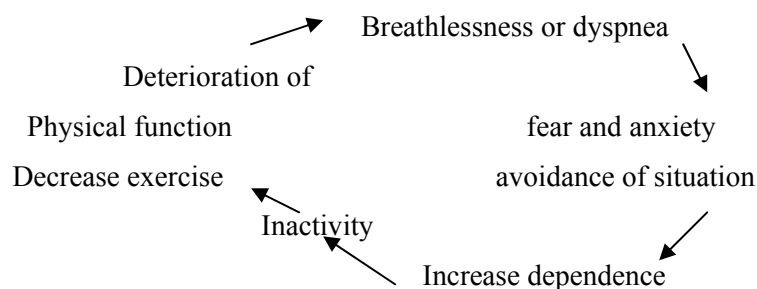 Breathlessness or dyspnea
Deterioration of
Physical function
fear and anxiety
Decrease exercise
avoidance of situation
Inactivity
Increase dependence